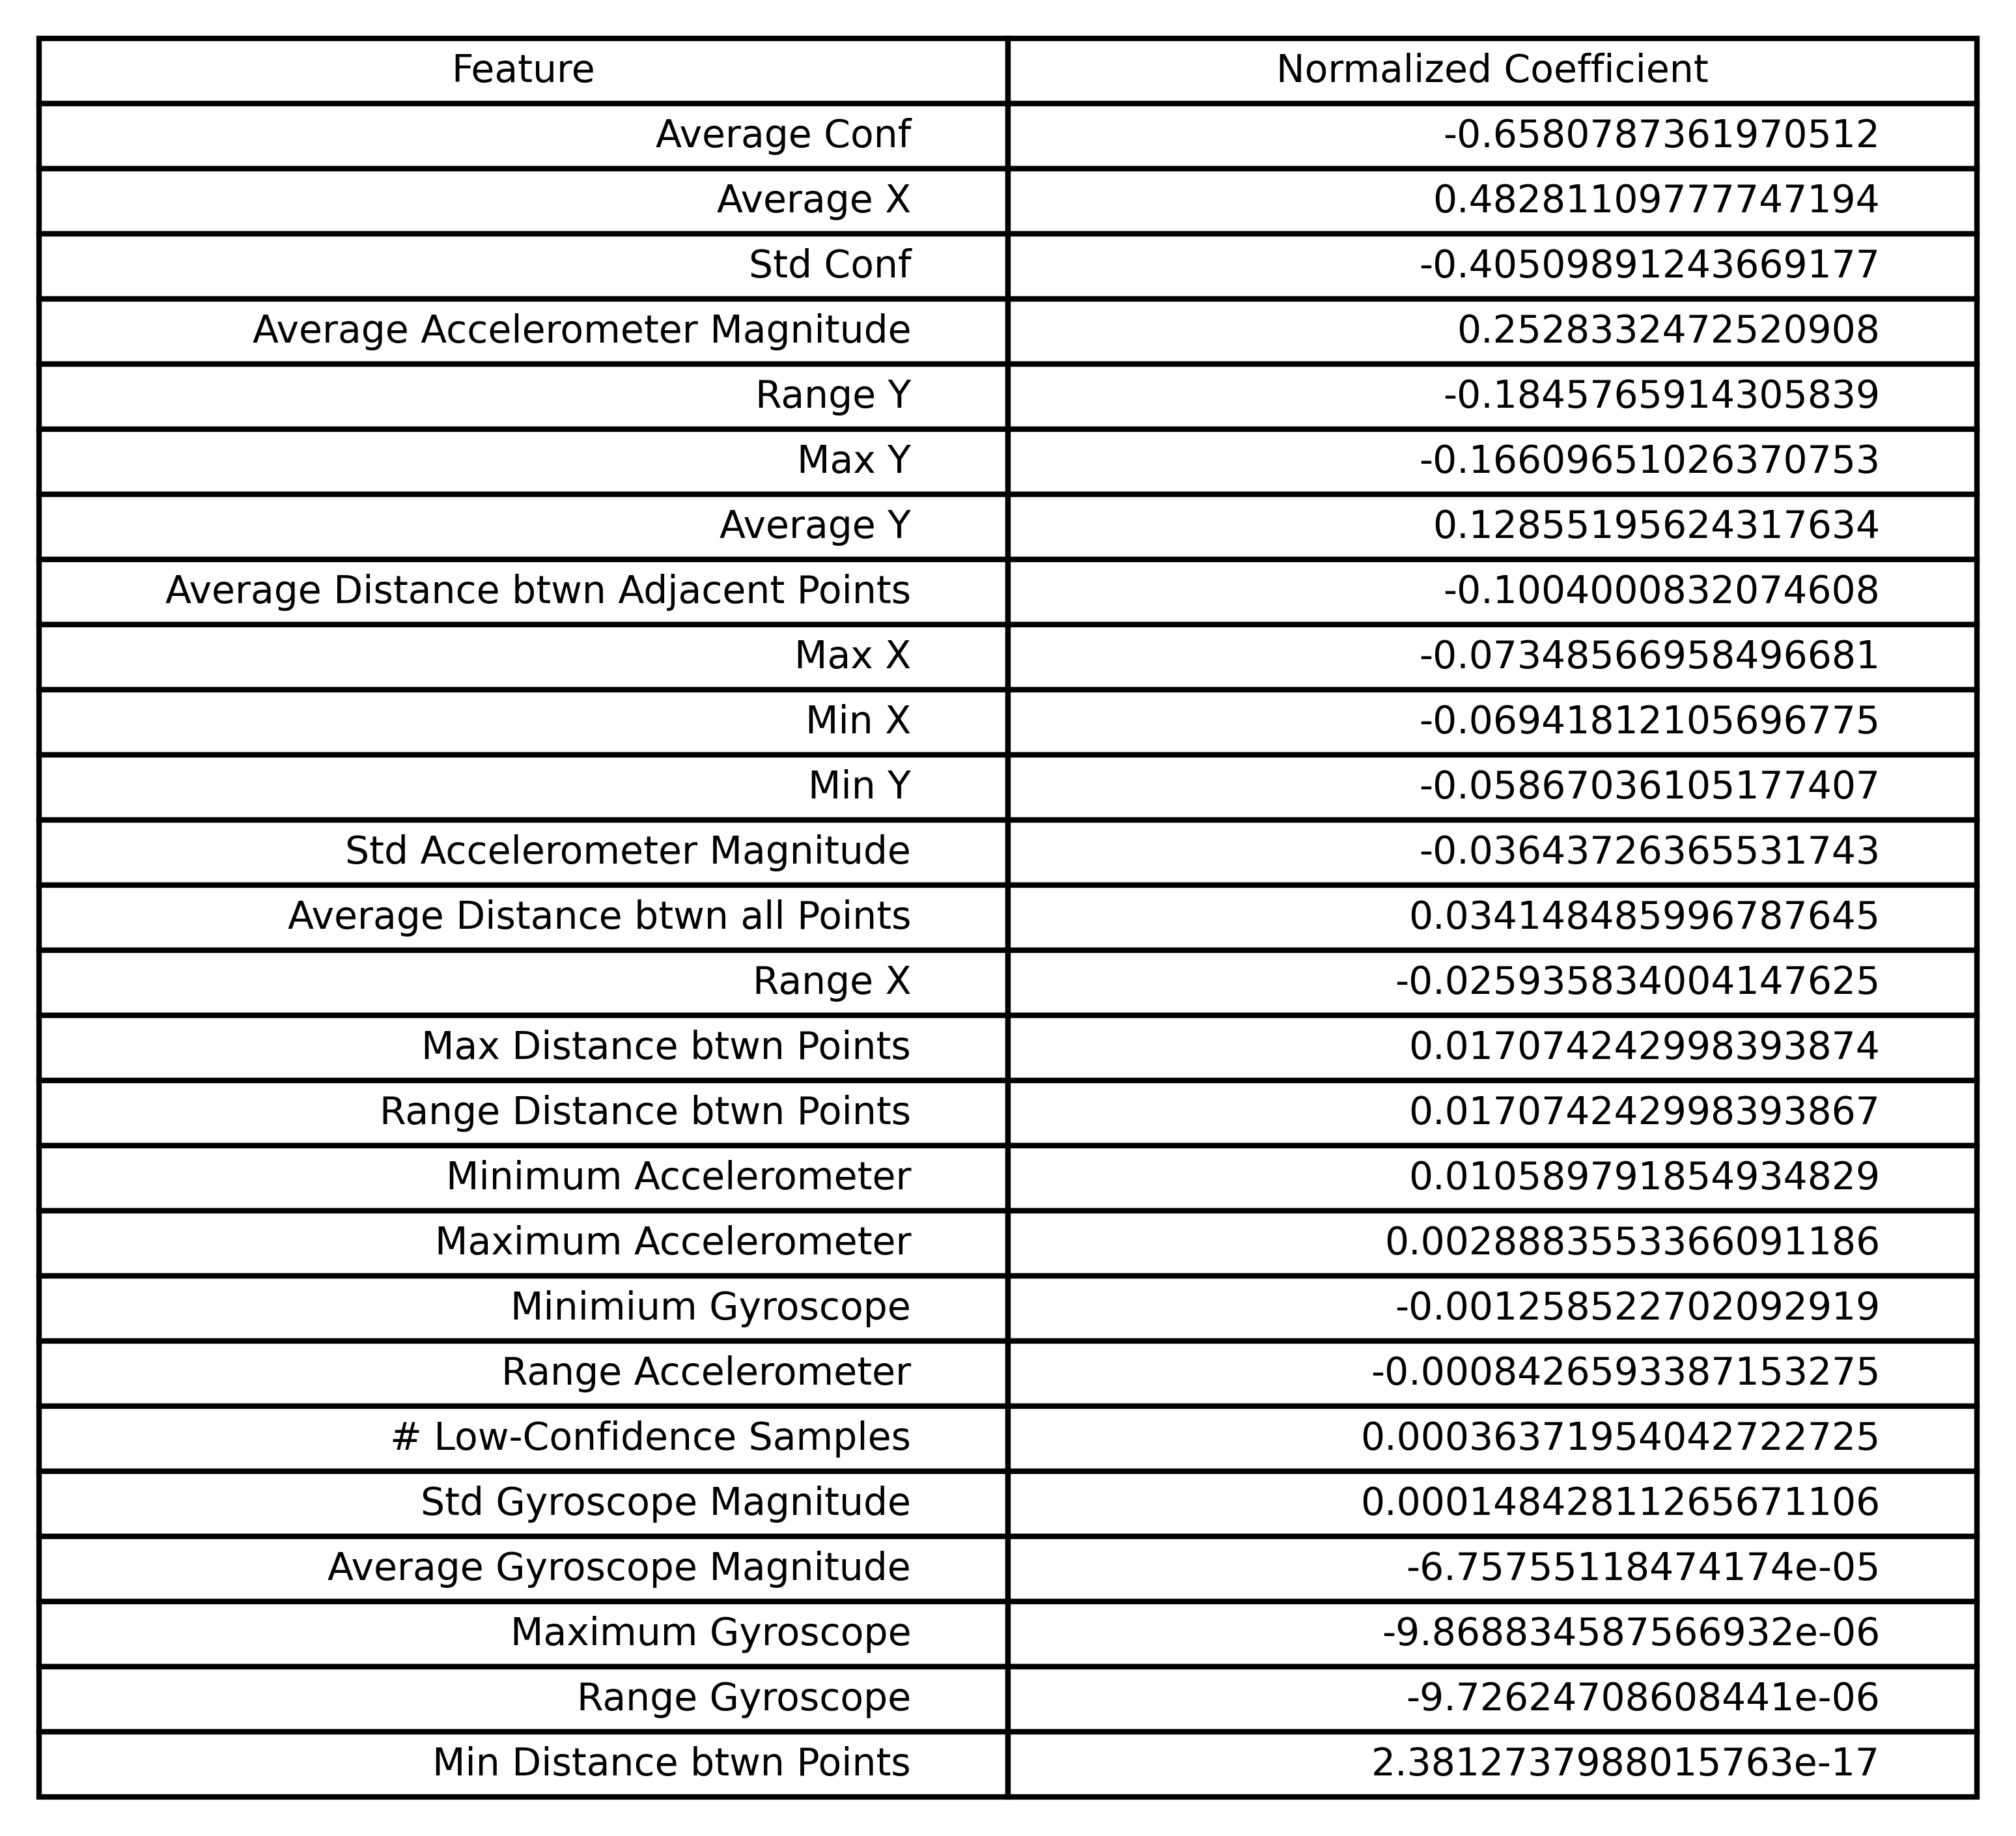 Feature Normalized Coefficient
Average Conf -0.6580787361970512
Average X 0.48281109777747194
Std Conf -0.40509891243669177
Average Accelerometer Magnitude 0.2528332472520908
Range Y -0.1845765914305839
Max Y -0.16609651026370753
Average Y 0.12855195624317634
Average Distance btwn Adjacent Points -0.1004000832074608
Max X -0.07348566958496681
Min X -0.06941812105696775
Min Y -0.05867036105177407
Std Accelerometer Magnitude -0.03643726365531743
Average Distance btwn all Points 0.034148485996787645
Range X -0.025935834004147625
Max Distance btwn Points 0.017074242998393874
Range Distance btwn Points 0.017074242998393867
Minimum Accelerometer 0.010589791854934829
Maximum Accelerometer 0.0028883553366091186
Minimium Gyroscope -0.001258522702092919
Range Accelerometer -0.0008426593387153275
# Low-Confidence Samples 0.00036371954042722725
Std Gyroscope Magnitude 0.000148428112656​71106
Average Gyroscope Magnitude -6.75755118474174e-05
Maximum Gyroscope -9.868834587566932e-06
Range Gyroscope -9.72624708608441e-06
Min Distance btwn Points 2.3812737988015763e-17